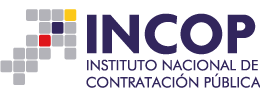 INCOP
INSTITUTO NACIONAL DE
CONTRATACIÓN PÚBLICA